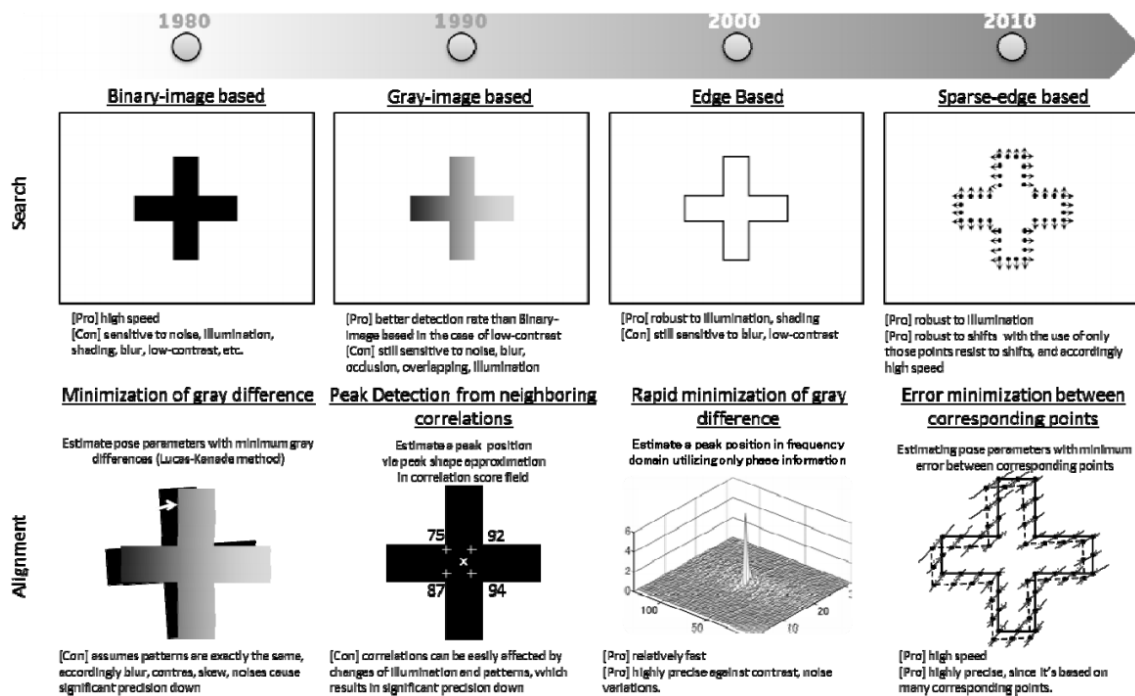 1980
1990
2000
2010
Binary-image based
Gray-image based
Edge Based
Sparse-edge based
Search
[Pro] high speed
[Con] sensitive to noise, illumination,
shading, blur, low-contrast, etc.
[Pro] better detection rate than Binary-
image based in the case of low-contrast
[Con] still sensitive to noise, blur,
occlusion, overlapping, illumination
[Pro] robust to illumination, shading
[Con] still sensitive to blur, low-contrast
[Pro] robust to illumination
[Pro] robust to shifts with the use of only
those points resist to shifts, and accordingly
high speed
Minimization of gray difference
Peak Detection from neighboring
correlations
Rapid minimization of gray
difference
Error minimization between
corresponding points
Alignment
Estimate pose parameters with minimum gray
differences (Lucas-Kanade method)
Estimate a peak position
via peak shape approximation
in correlation score field
Estimate a peak position in frequency
domain utilizing only phase information
Estimating pose parameters with minimum
error between corresponding points
75 92
x
87 94
6
4
2
0
100
50
10
20
[Con] assumes patterns are exactly the same,
accordingly blur, contras, skew, noises cause
significant precision down
[Con] correlations can be easily affected by
changes of illumination and patterns, which
results in significant precision down
[Pro] relatively fast
[Pro] highly precise against contrast, noise
variations.
[Pro] high speed
[Pro] highly precise, since it's based on
many corresponding points